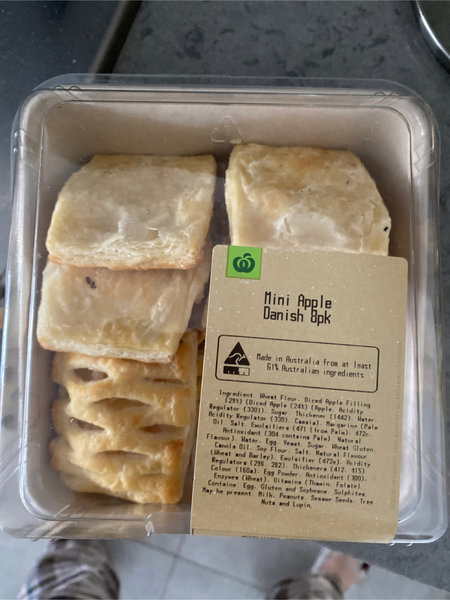 Mini Apple
Danish 8pk
Made in Australia from at least
61% Australian ingredients
Ingredient: Wheat Flour, Diced Apple Filling
(29%) (Diced Apple (24%) (Apple, Acidity
Regulator (330)), Sugar, Thickener (1442), Water,
Acidity Regulator (330), Cassia), Margarine (Palm
Oil, Salt, Emulsifiers (471 (from Palm), 472c,
Antioxidant (304 contains Palm) Natural
Flavour), Water, Egg, Yeast, Sugar, Wheat Gluten,
Canola Oil, Soy Flour, Salt, Natural Flavour
(Wheat and Barley), Emulsifier (472e), Acidity
Regulators (296, 262), Thickeners (412, 415),
Colour (160a), Egg Powder, Antioxidant (300),
Enzymes (Wheat), Vitamins (Thiamin, Folate)
Contains: Egg, Gluten and Soybeans, Sulphites
May be present: Milk, Peanuts, Sesame Seeds, Tree
Nuts and Lupin.